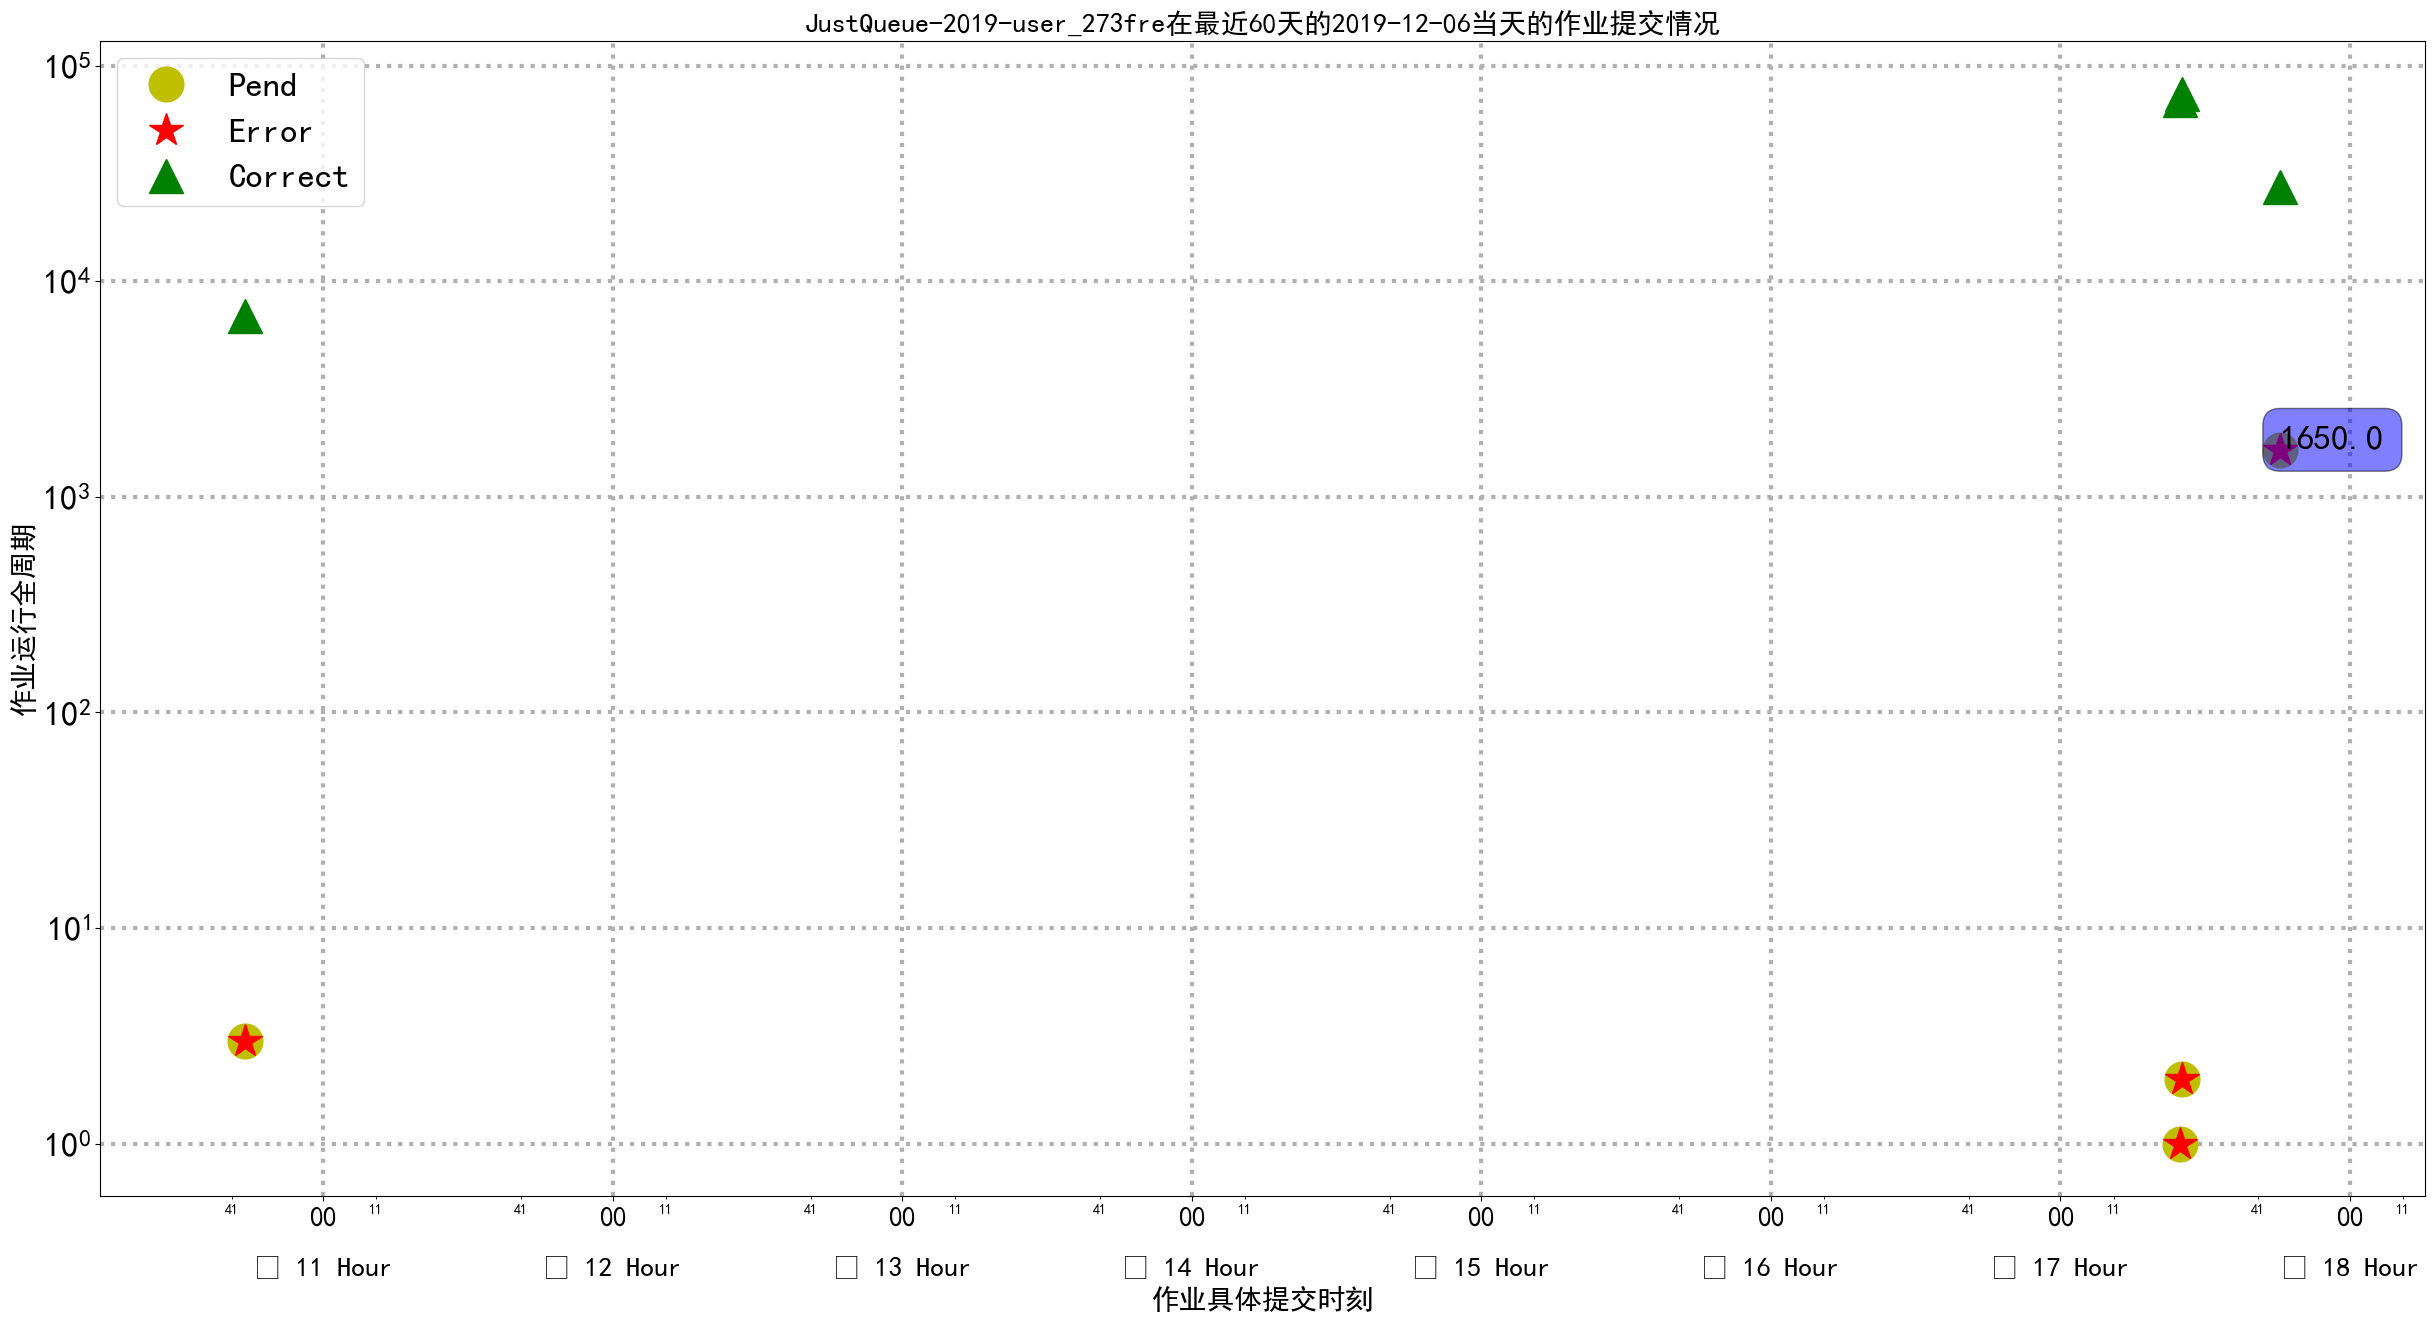 JustQueue-2019-user_273fre在最近60天的2019-12-06当天的作业提交情况
Pend
Error
Correct
10⁵
10⁴
10³
10²
10¹
10⁰
作业运行全周期
1650.0
41 00 11 41 00 11 41 00 11 41 00 11 41 00 11 41 00 11 41 00 11 41 00 11
□ 11 Hour □ 12 Hour □ 13 Hour □ 14 Hour □ 15 Hour □ 16 Hour □ 17 Hour □ 18 Hour
作业具体提交时刻